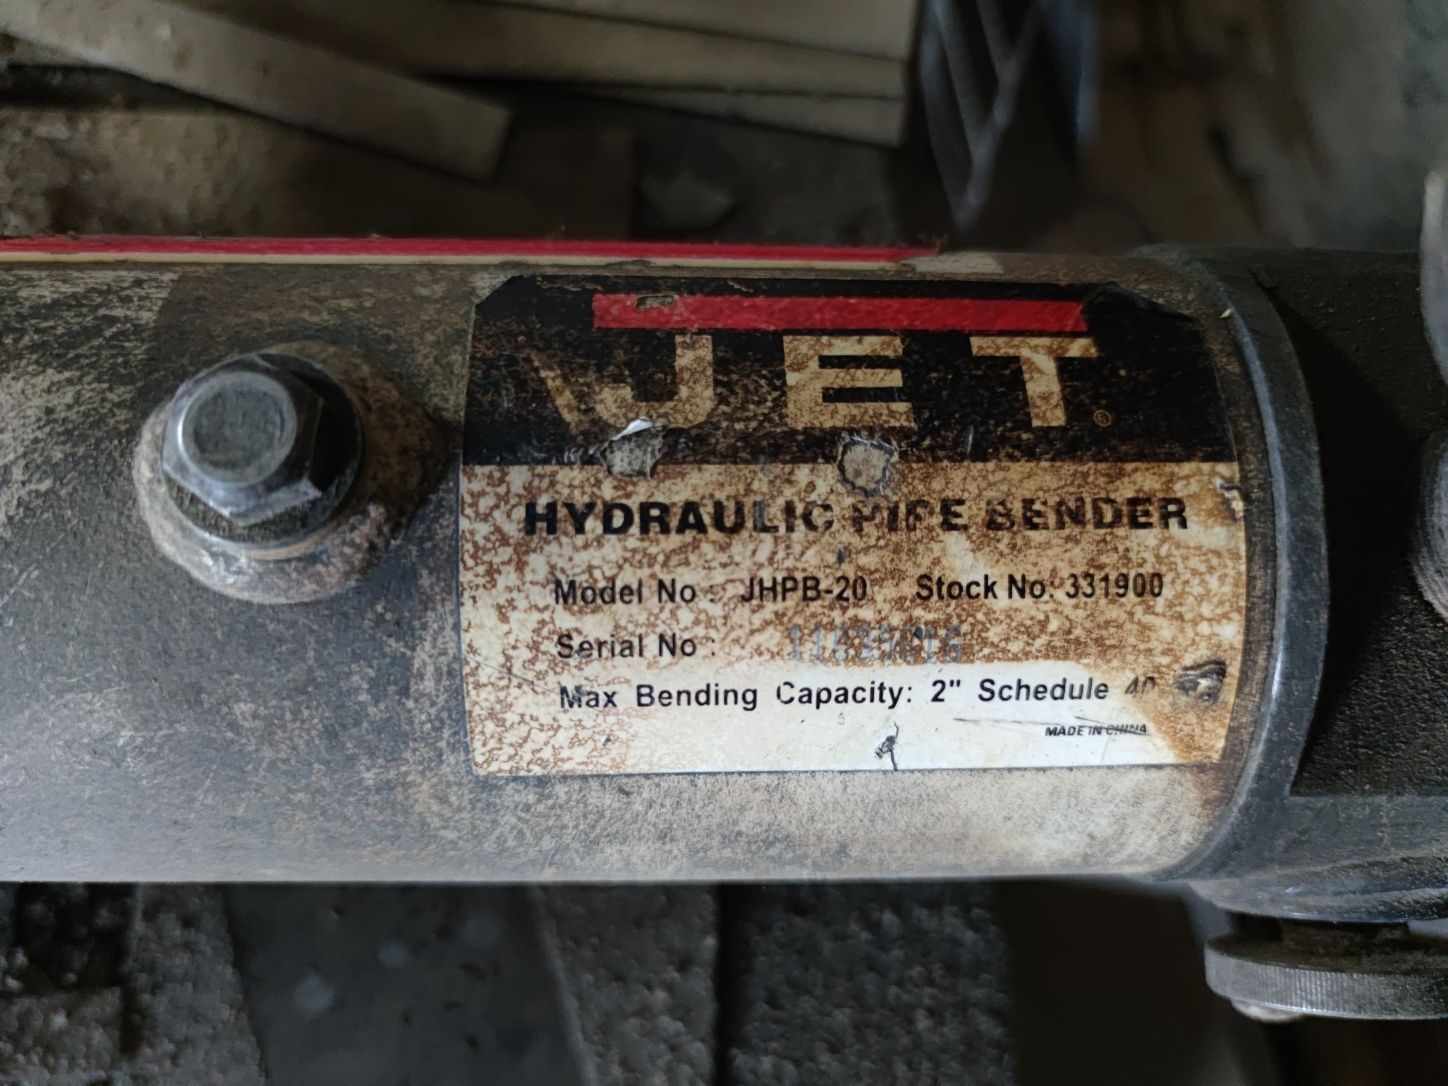 JET®
HYDRAULIC PIPE BENDER
Model No : JHPB-20 Stock No: 331900
Serial No :
Max Bending Capacity: 2" Schedule 40
MADE IN CHINA